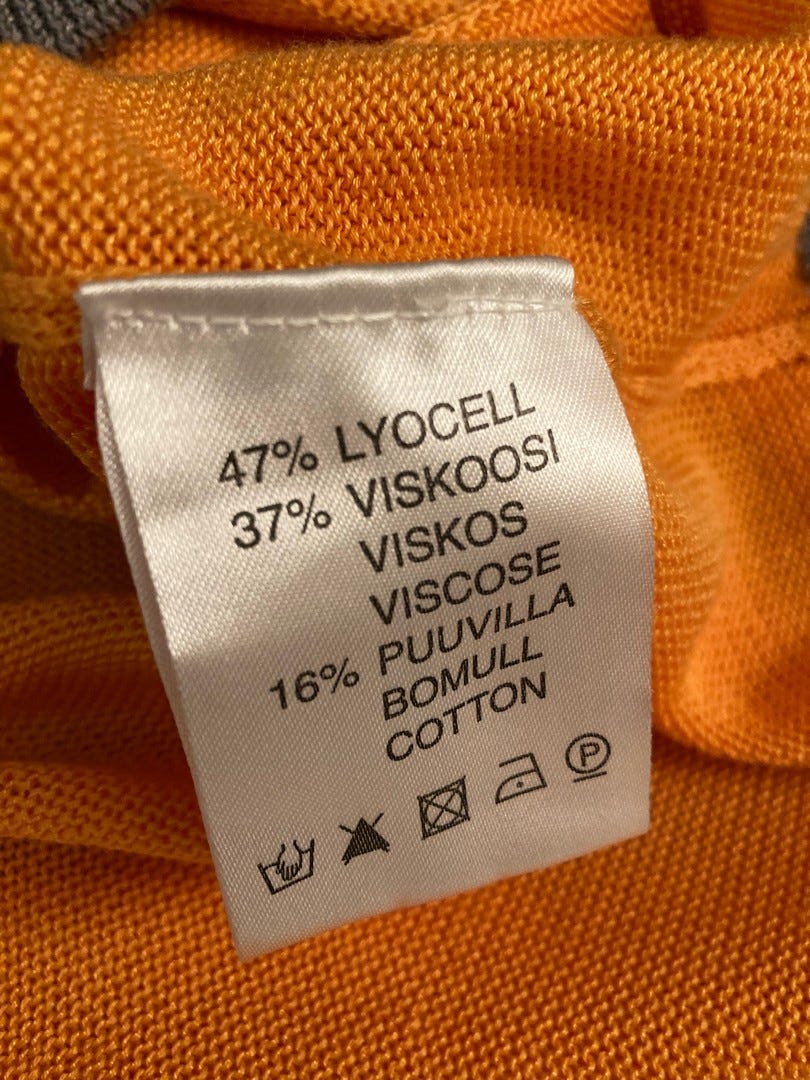 47% LYOCELL
37% VISKOOSI
VISKOS
VISCOSE
16% PUUVILLA
BOMULL
COTTON
P